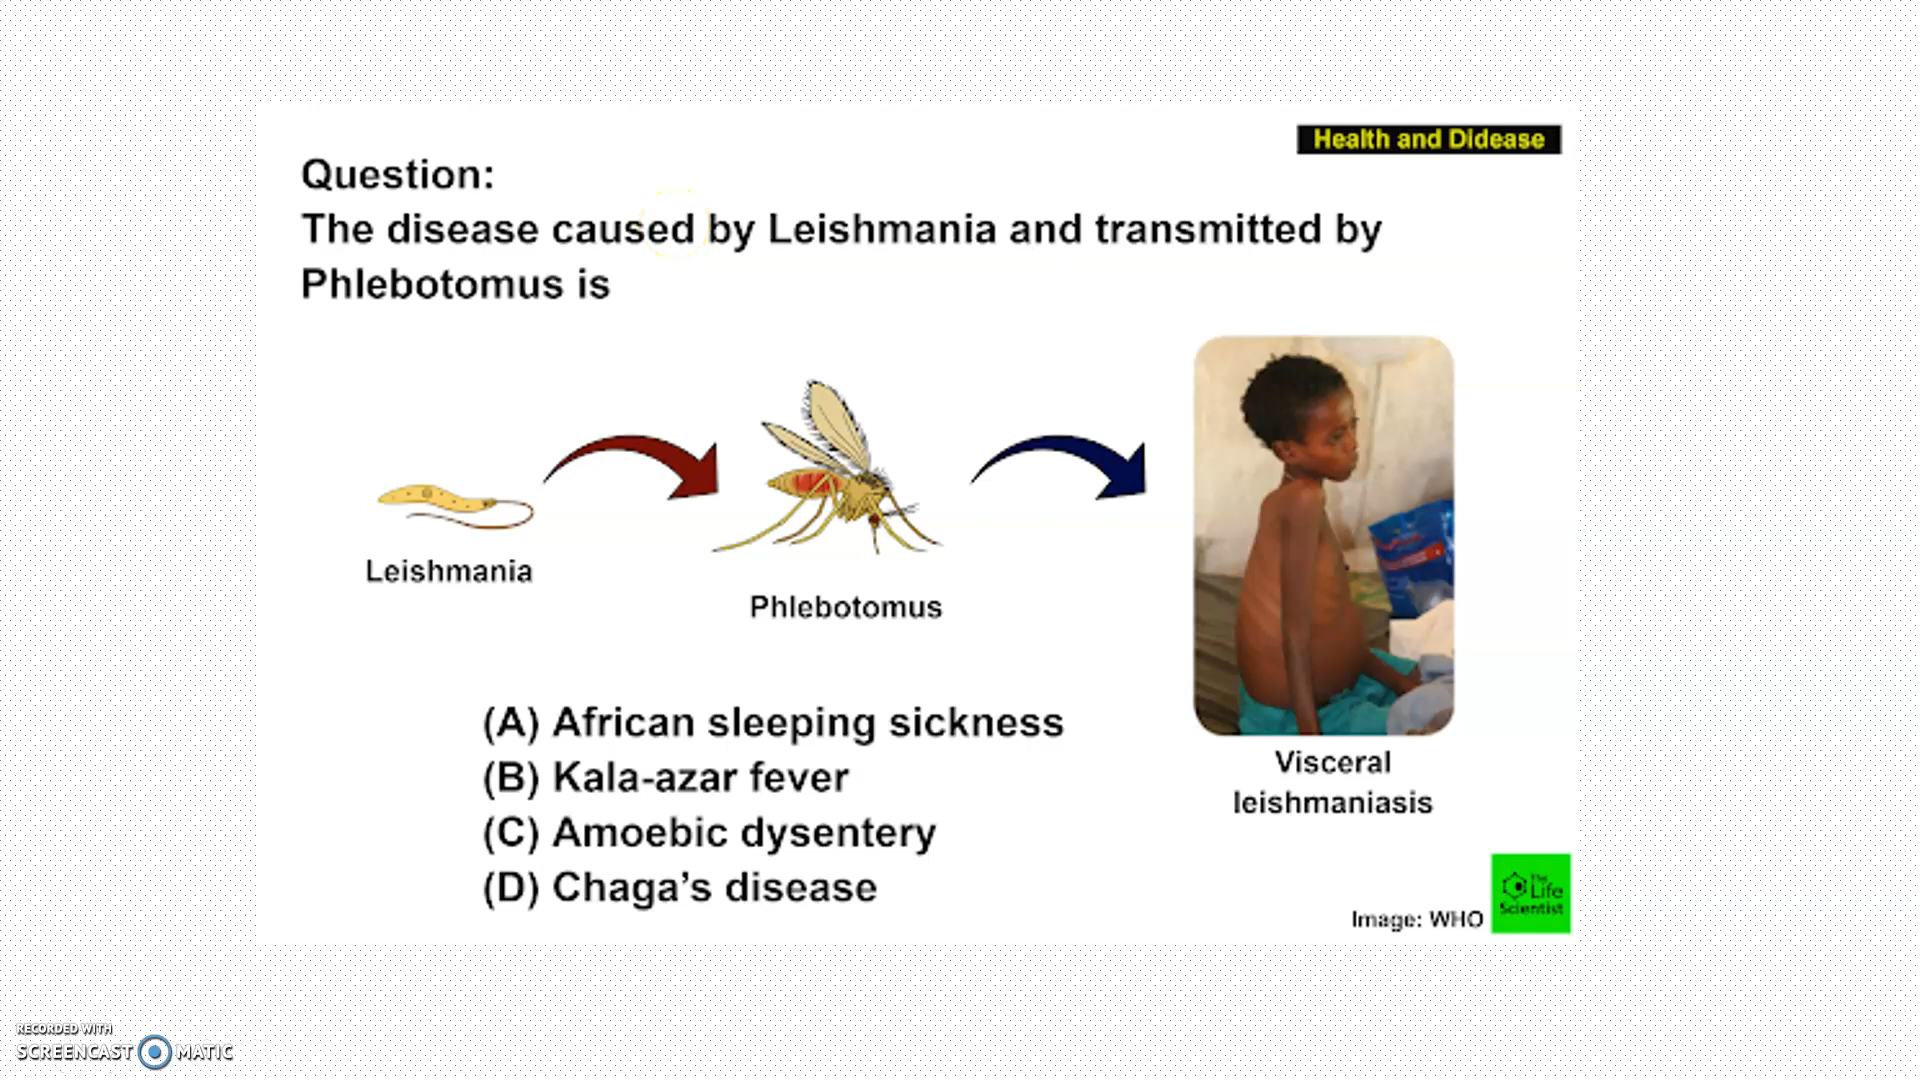 Health and Didease
Question:
The disease caused by Leishmania and transmitted by
Phlebotomus is
Leishmania
Phlebotomus
(A) African sleeping sickness
(B) Kala-azar fever
(C) Amoebic dysentery
(D) Chaga’s disease
Visceral
leishmaniasis
Image: WHO
The
Life
Scientist
RECORDED WITH
SCREENCAST MATIC